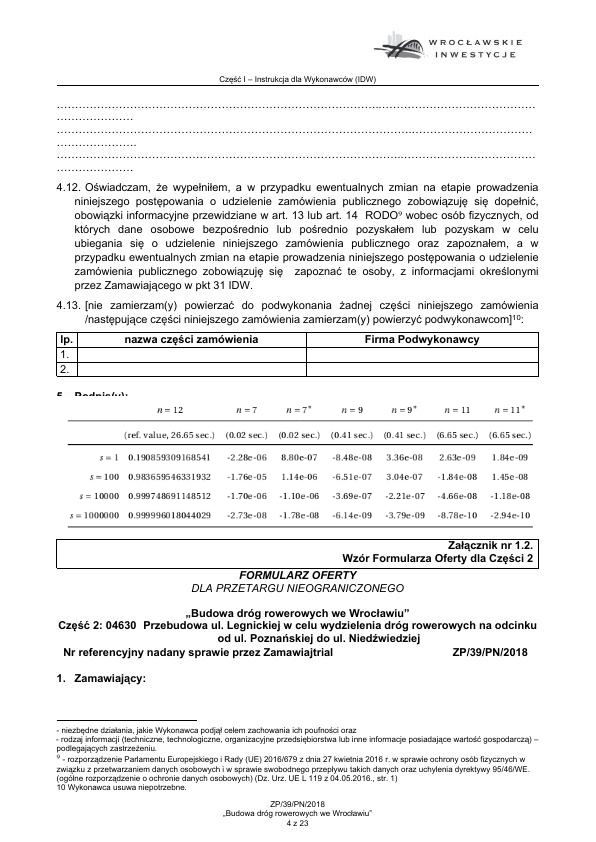 WROCŁAWSKIE
INWESTYCJE
Część I – Instrukcja dla Wykonawców (IDW)
………………………………………………………………………………………………………………
…………………
………………………………………………………………………………………………………………
………………….
………………………………………………………………………………………………………………
…………………
4.12. Oświadczam, że wypełniłem, a w przypadku ewentualnych zmian na etapie prowadzenia
niniejszego postępowania o udzielenie zamówienia publicznego zobowiązuję się dopełnić,
obowiązki informacyjne przewidziane w art. 13 lub art. 14 RODO⁹ wobec osób fizycznych, od
których dane osobowe bezpośrednio lub pośrednio pozyskałem lub pozyskam w celu
ubiegania się o udzielenie niniejszego zamówienia publicznego oraz zapoznałem, a w
przypadku ewentualnych zmian na etapie prowadzenia niniejszego postępowania o udzielenie
zamówienia publicznego zobowiązuję się zapoznać te osoby, z informacjami określonymi
przez Zamawiającego w pkt 31 IDW.
4.13. [nie zamierzam(y) powierzać do podwykonania żadnej części niniejszego zamówienia
/następujące części niniejszego zamówienia zamierzam(y) powierzyć podwykonawcom]¹⁰:
lp. nazwa części zamówienia Firma Podwykonawcy
1.
2.
5. Podpis(y):
n = 12 n = 7 n = 7* n = 9 n = 9* n = 11 n = 11*
(ref. value, 26.65 sec.) (0.02 sec.) (0.02 sec.) (0.41 sec.) (0.41 sec.) (6.65 sec.) (6.65 sec.)
s = 1 0.190859309168541 -2.28e-06 8.80e-07 -8.48e-08 3.36e-08 2.63e-09 1.84e-09
s = 100 0.983659546331932 -1.76e-05 1.14e-06 -6.51e-07 3.04e-07 -1.84e-08 1.45e-08
s = 10000 0.999748691148512 -1.70e-06 -1.10e-06 -3.69e-07 -2.21e-07 -4.66e-08 -1.18e-08
s = 1000000 0.999996018044029 -2.73e-08 -1.78e-08 -6.14e-09 -3.79e-09 -8.78e-10 -2.94e-10
Załącznik nr 1.2.
Wzór Formularza Oferty dla Części 2
FORMULARZ OFERTY
DLA PRZETARGU NIEOGRANICZONEGO
„Budowa dróg rowerowych we Wrocławiu”
Część 2: 04630 Przebudowa ul. Legnickiej w celu wydzielenia dróg rowerowych na odcinku
od ul. Poznańskiej do ul. Niedźwiedziej
Nr referencyjny nadany sprawie przez Zamawiajtrial ZP/39/PN/2018
1. Zamawiający:
- niezbędne działania, jakie Wykonawca podjął celem zachowania ich poufności oraz
- rodzaj informacji (techniczne, technologiczne, organizacyjne przedsiębiorstwa lub inne informacje posiadające wartość gospodarczą) –
podlegających zastrzeżeniu.
⁹ - rozporządzenie Parlamentu Europejskiego i Rady (UE) 2016/679 z dnia 27 kwietnia 2016 r. w sprawie ochrony osób fizycznych w
związku z przetwarzaniem danych osobowych i w sprawie swobodnego przepływu takich danych oraz uchylenia dyrektywy 95/46/WE.
(ogólne rozporządzenie o ochronie danych osobowych) (Dz. Urz. UE L 119 z 04.05.2016., str. 1)
10 Wykonawca usuwa niepotrzebne.
ZP/39/PN/2018
„Budowa dróg rowerowych we Wrocławiu”
4 z 23